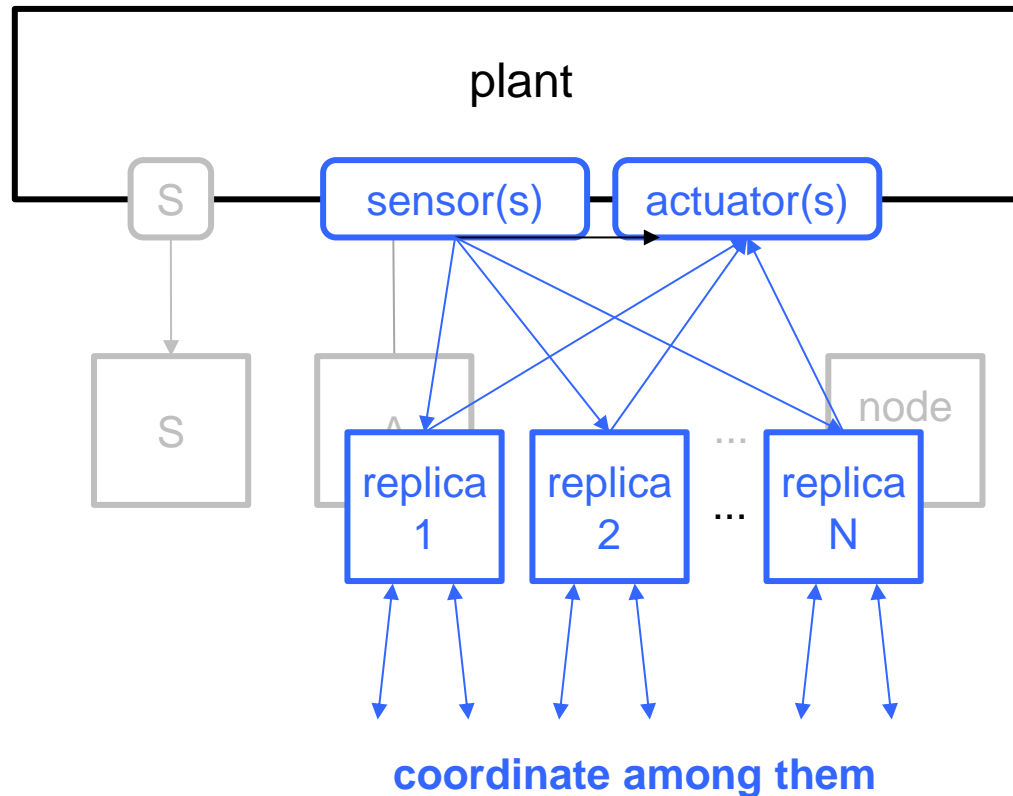 plant
S
sensor(s)
actuator(s)
S
A
node
...
replica
1
replica
2
...
replica
N
coordinate among them